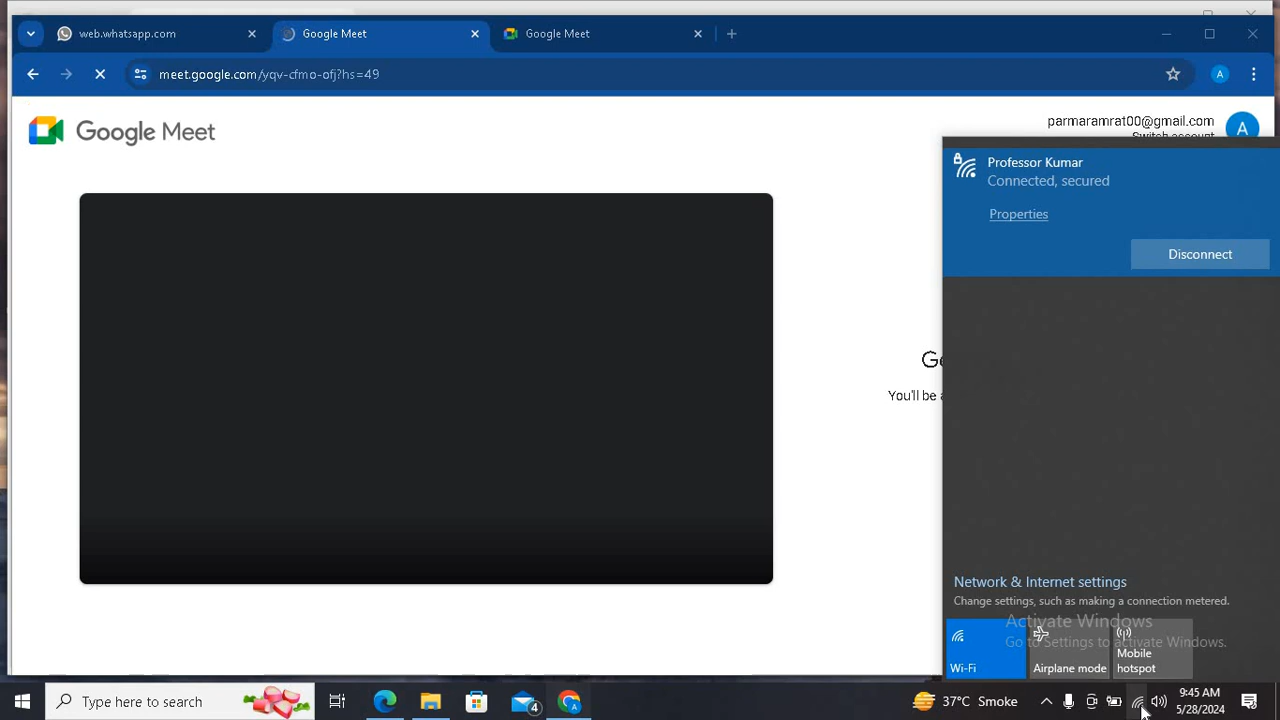 web.whatsapp.com
Google Meet
Google Meet
meet.google.com/yqv-cfmo-ofj?hs=49
A
Google Meet
parmaramrat00@gmail.com
Switch account
A
Professor Kumar
Connected, secured
Properties
Disconnect
You'll be
Network & Internet settings
Change settings, such as making a connection metered.
Activate Windows
Go to Settings to activate Windows.
Wi-Fi
Airplane mode
Mobile hotspot
Type here to search
4
A
37°C Smoke
9:45 AM
5/28/2024